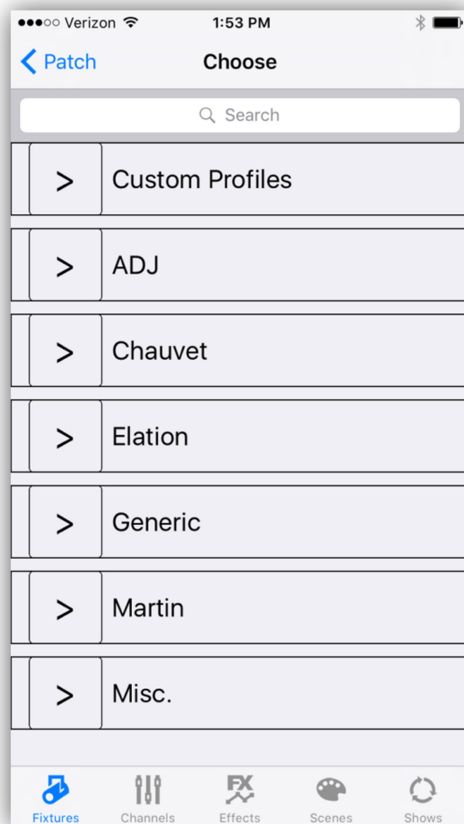 Verizon 1:53 PM
Patch Choose
Search
> Custom Profiles
> ADJ
> Chauvet
> Elation
> Generic
> Martin
> Misc.
FX
Fixtures Channels Effects Scenes Shows